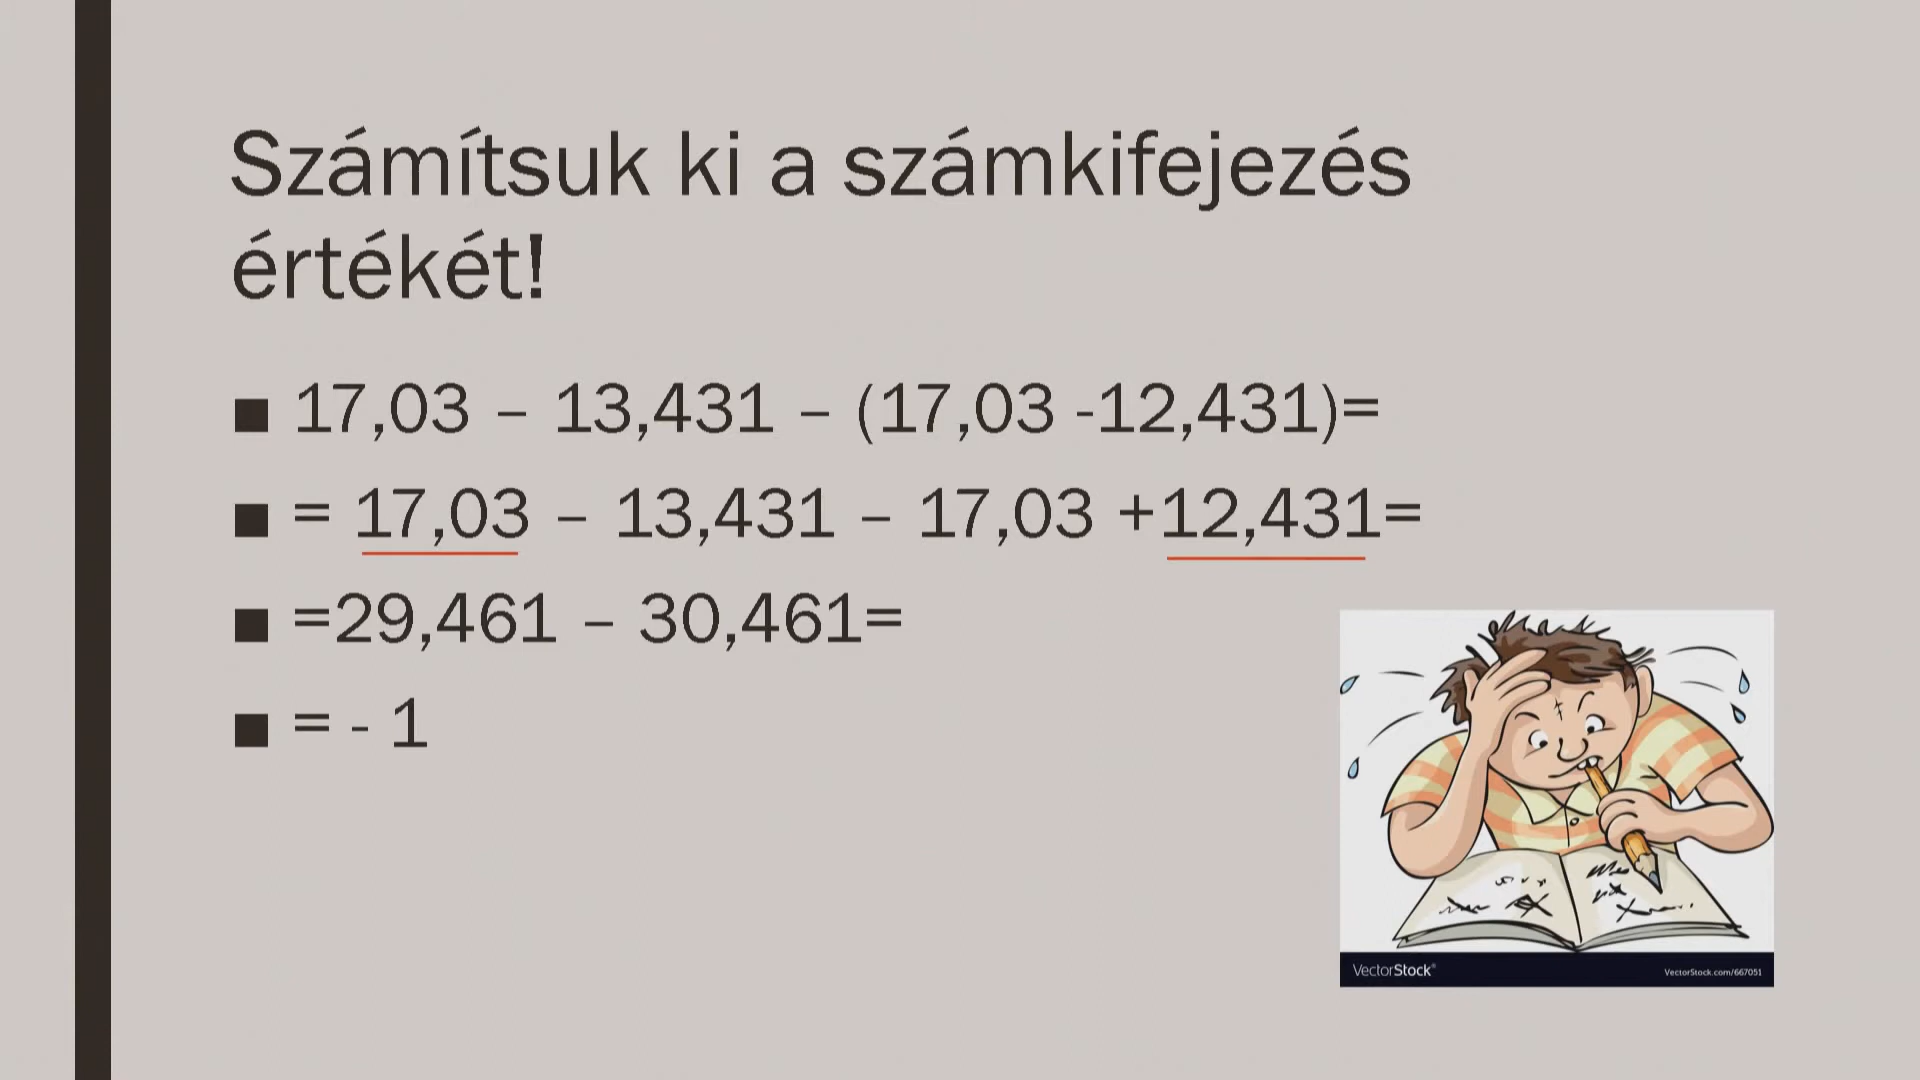 Számítsuk ki a számkifejezés
értékét!
■ 17,03 – 13,431 – (17,03 -12,431)=
■ = 17,03 – 13,431 – 17,03 +12,431=
■ =29,461 – 30,461=
■ = - 1
VectorStock®
VectorStock.com/667051